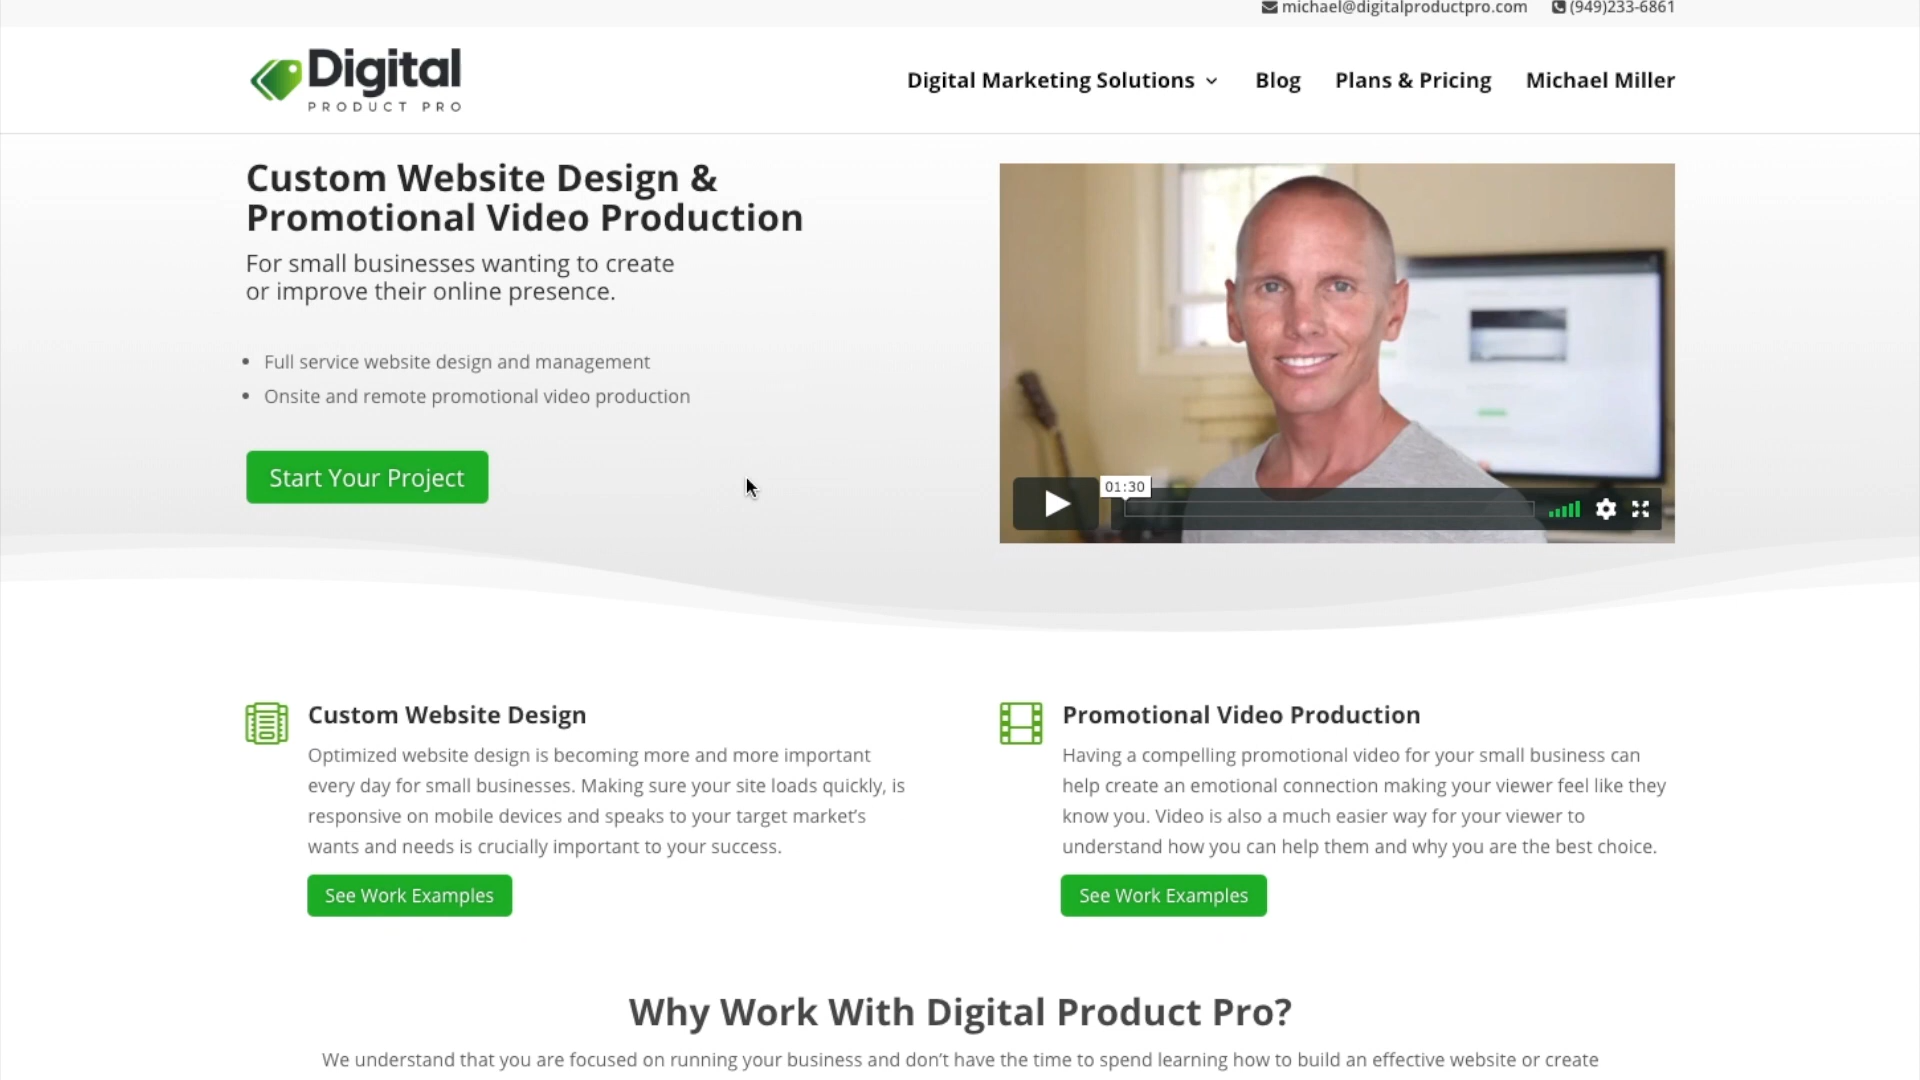 michael@digitalproductpro.com (949)233-6861
Digital
PRODUCT PRO
Digital Marketing Solutions Blog Plans & Pricing Michael Miller
Custom Website Design &
Promotional Video Production
For small businesses wanting to create
or improve their online presence.
• Full service website design and management
• Onsite and remote promotional video production
Start Your Project
01:30
Custom Website Design
Optimized website design is becoming more and more important
every day for small businesses. Making sure your site loads quickly, is
responsive on mobile devices and speaks to your target market’s
wants and needs is crucially important to your success.
See Work Examples
Promotional Video Production
Having a compelling promotional video for your small business can
help create an emotional connection making your viewer feel like they
know you. Video is also a much easier way for your viewer to
understand how you can help them and why you are the best choice.
See Work Examples
Why Work With Digital Product Pro?
We understand that you are focused on running your business and don’t have the time to spend learning how to build an effective website or create